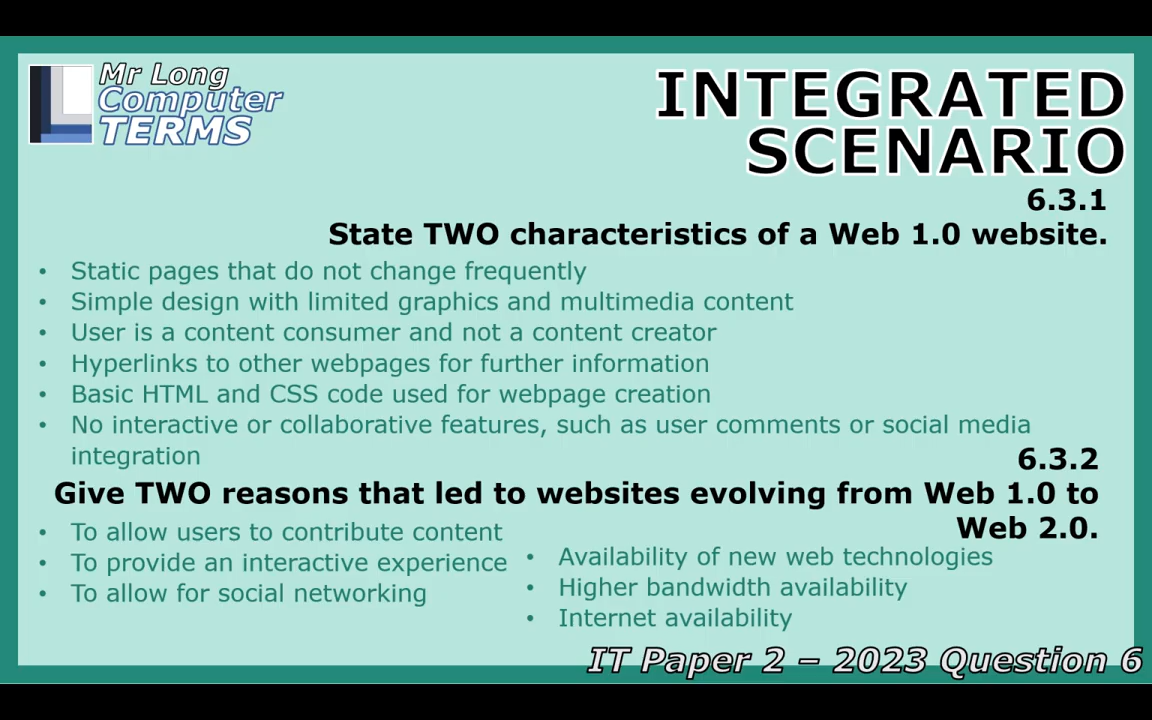 Mr Long
Computer
TERMS
INTEGRATED
SCENARIO
6.3.1
State TWO characteristics of a Web 1.0 website.
• Static pages that do not change frequently
• Simple design with limited graphics and multimedia content
• User is a content consumer and not a content creator
• Hyperlinks to other webpages for further information
• Basic HTML and CSS code used for webpage creation
• No interactive or collaborative features, such as user comments or social media
integration
6.3.2
Give TWO reasons that led to websites evolving from Web 1.0 to
Web 2.0.
• To allow users to contribute content
• To provide an interactive experience
• To allow for social networking
• Availability of new web technologies
• Higher bandwidth availability
• Internet availability
IT Paper 2 – 2023 Question 6